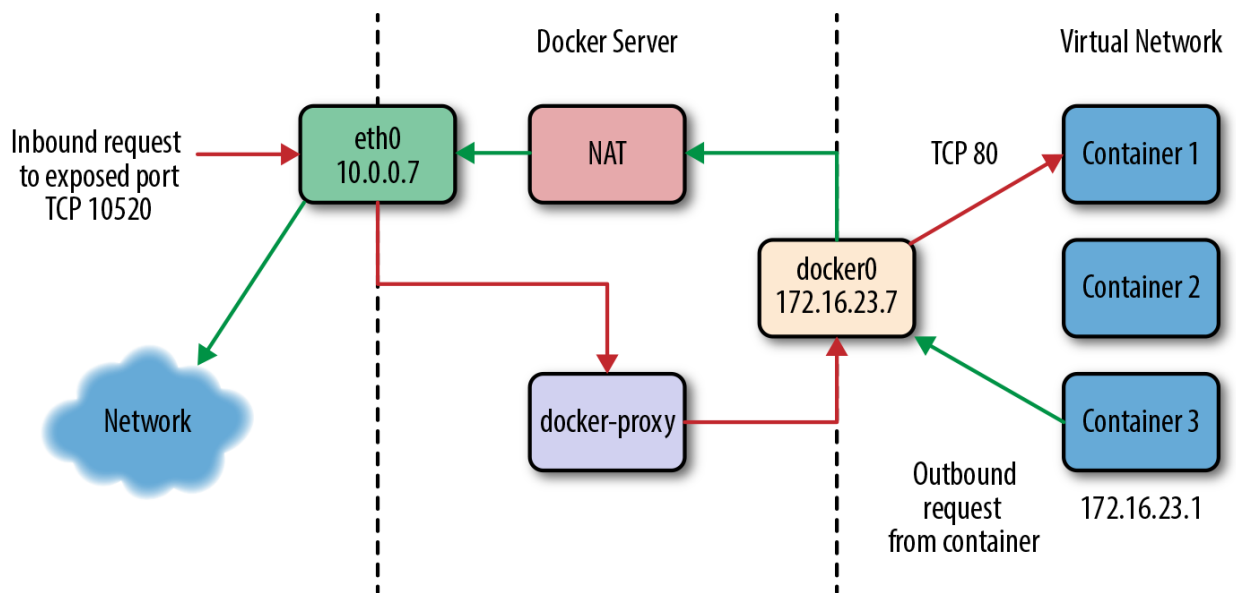 Docker Server
Virtual Network
Inbound request
to exposed port
TCP 10520
eth0
10.0.0.7
NAT
TCP 80
Container 1
docker0
172.16.23.7
Container 2
Network
docker-proxy
Container 3
Outbound
request
from container
172.16.23.1